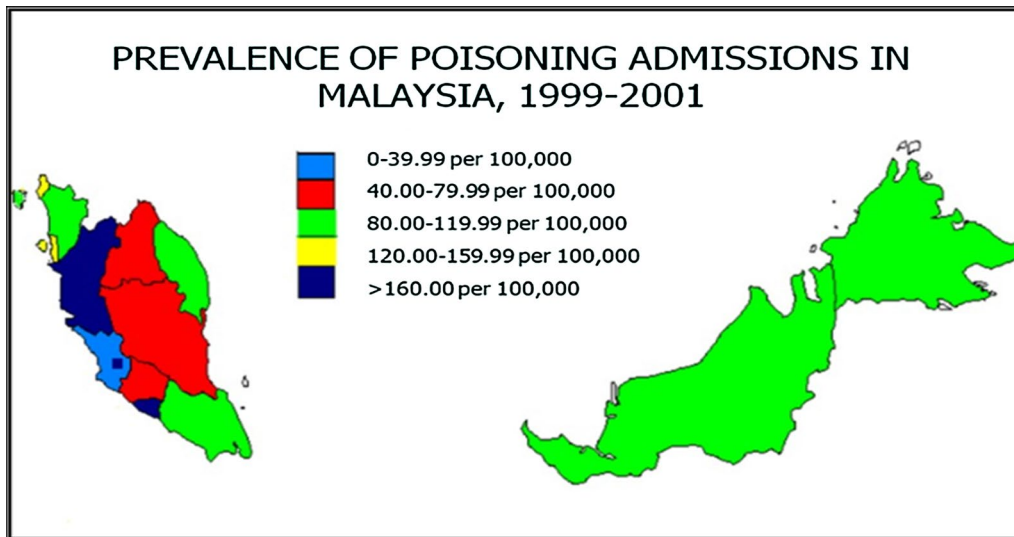 PREVALENCE OF POISONING ADMISSIONS IN
MALAYSIA, 1999-2001
0-39.99 per 100,000
40.00-79.99 per 100,000
80.00-119.99 per 100,000
120.00-159.99 per 100,000
>160.00 per 100,000